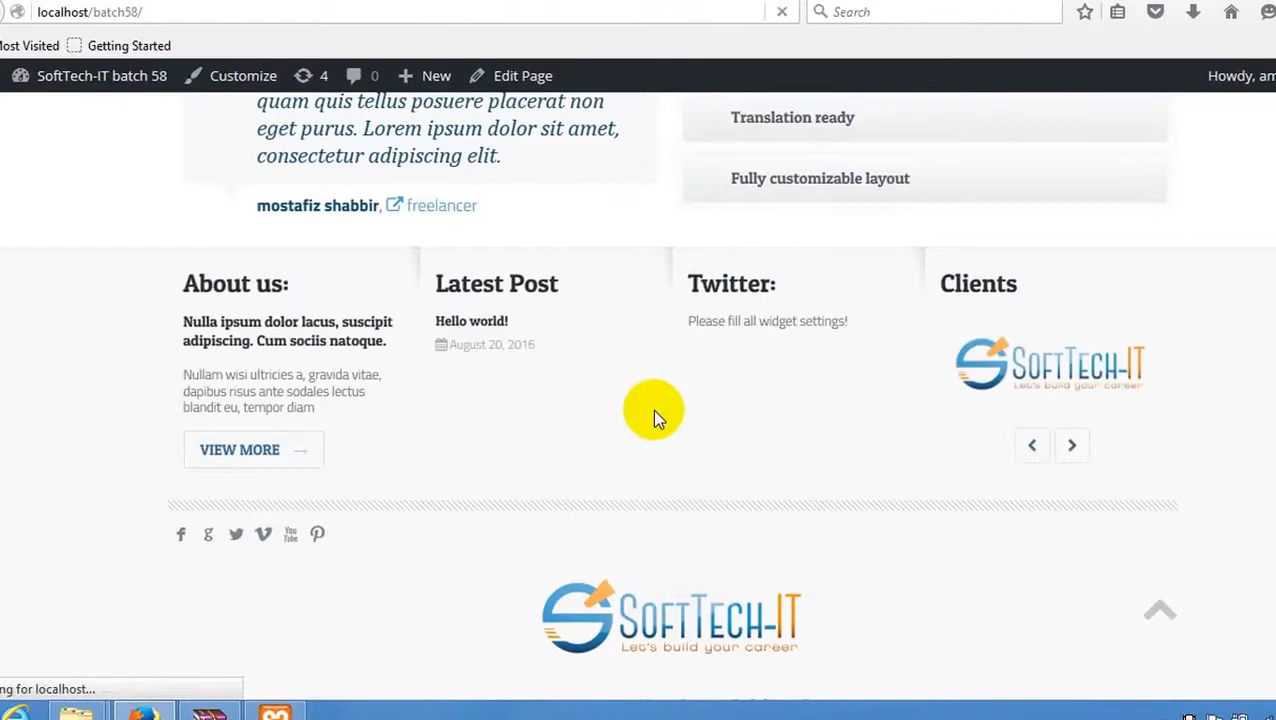 localhost/batch58/
Search
Most Visited
Getting Started
SoftTech-IT batch 58
Customize
4
0
New
Edit Page
Howdy, am
quam quis tellus posuere placerat non
eget purus. Lorem ipsum dolor sit amet,
consectetur adipiscing elit.
mostafiz shabbir, freelancer
Translation ready
Fully customizable layout
About us:
Nulla ipsum dolor lacus, suscipit
adipiscing. Cum sociis natoque.
Nullam wisi ultricies a, gravida vitae,
dapibus risus ante sodales lectus
blandit eu, tempor diam
VIEW MORE →
Latest Post
Hello world!
August 20, 2016
Twitter:
Please fill all widget settings!
Clients
SOFTTECH-IT
Let's build your career
You
Tube
SOFTTECH-IT
Let's build your career
ng for localhost...